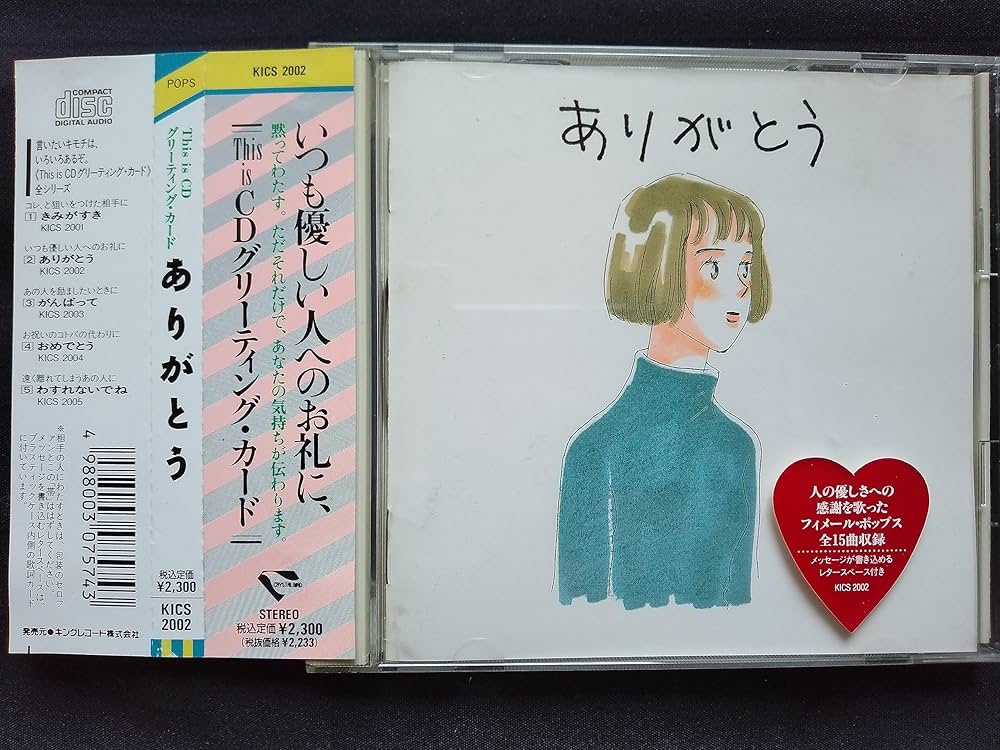 COMPACT
disc
DIGITAL AUDIO
言いたいキモチは、
いろいろあるぞ。
《This is CDグリーティング・カード》
全シリーズ
コレ、と狙いをつけた相手に
1 きみがすき
KICS 2001
いつも優しい人へのお礼に
2 ありがとう
KICS 2002
あの人を励ましたいときに
3 がんばって
KICS 2003
お祝いのコトバの代わりに
4 おめでとう
KICS 2004
遠く離れてしまうあの人に
5 わすれないでね
KICS 2005
4 988003 075743
発売元●キングレコード株式会社
POPS
This is CD
グリーティング・カード
ありがとう
税込定価
¥2,300
KICS
2002
KICS 2002
いつも優しい人へのお礼に、
黙ってわたす。ただそれだけで、あなたの気持ちが伝わります。
This is CDグリーティング・カード
CRYSTAL BIRD
STEREO
税込定価¥2,300
(税抜価格¥2,233)
ありがとう
人の優しさへの
感謝を歌った
フィメール・ポップス
全15曲収録
メッセージが書き込める
レタースペース付き
KICS 2002